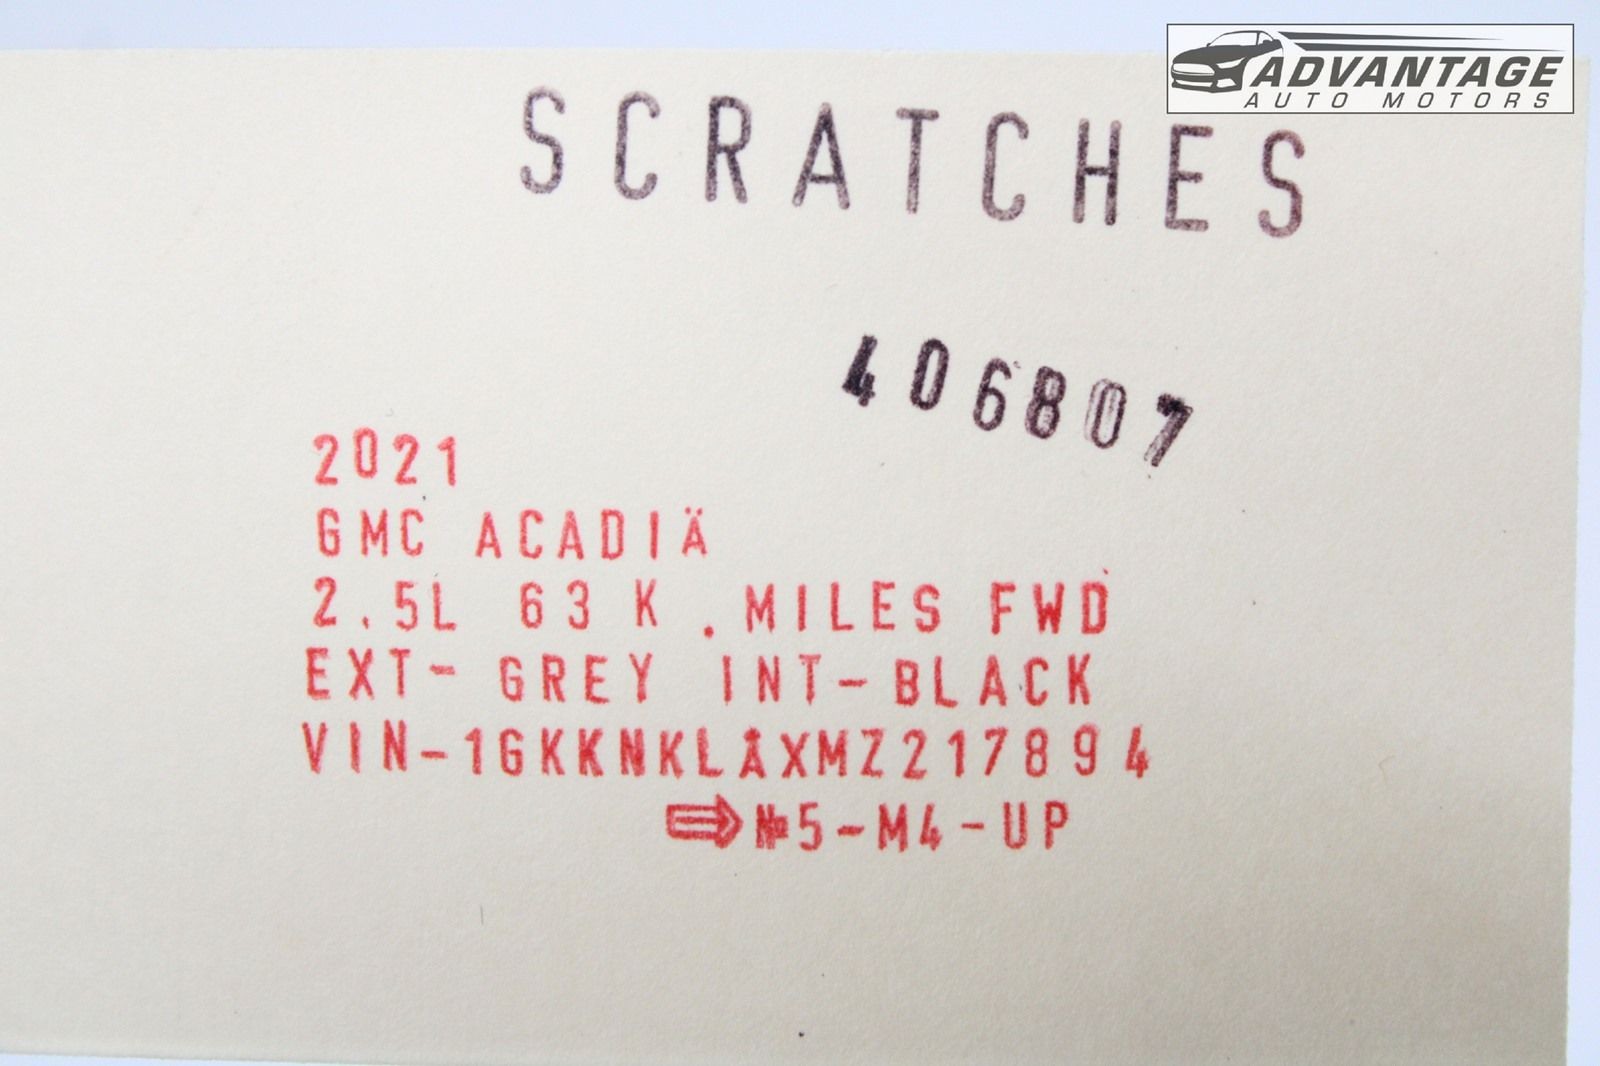 ADVANTAGE
AUTO MOTORS
SCRATCHES
406807
2021
GMC ACADIÄ
2.5L 63 K .MILES FWD
EXT- GREY INT-BLACK
VIN-1GKKNKLAXMZ217894
⇨№5-M4-UP